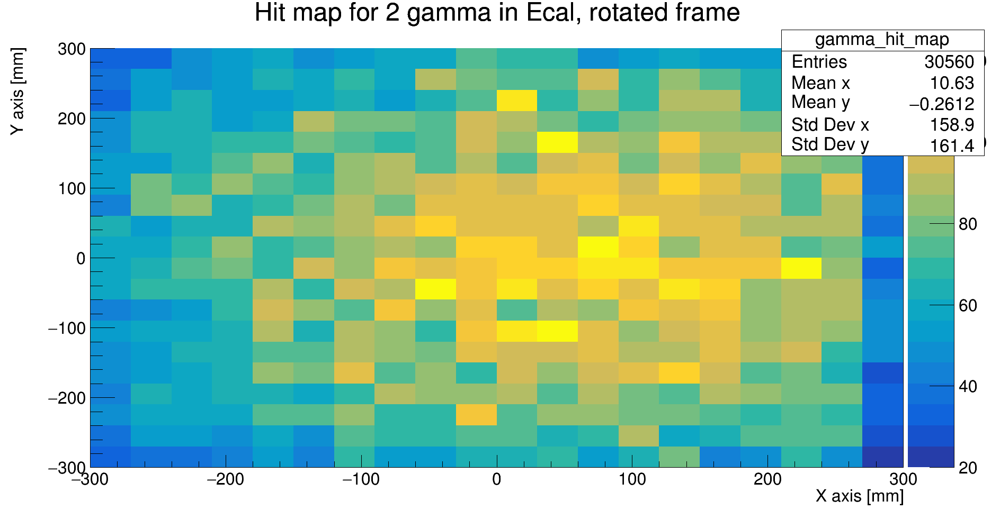 Hit map for 2 gamma in Ecal, rotated frame
gamma_hit_map
Entries 30560
Mean x 10.63
Mean y −0.2612
Std Dev x 158.9
Std Dev y 161.4
Y axis [mm]
300
200
100
0
−100
−200
−300
−300 −200 −100 0 100 200 300
X axis [mm]
80
60
40
20